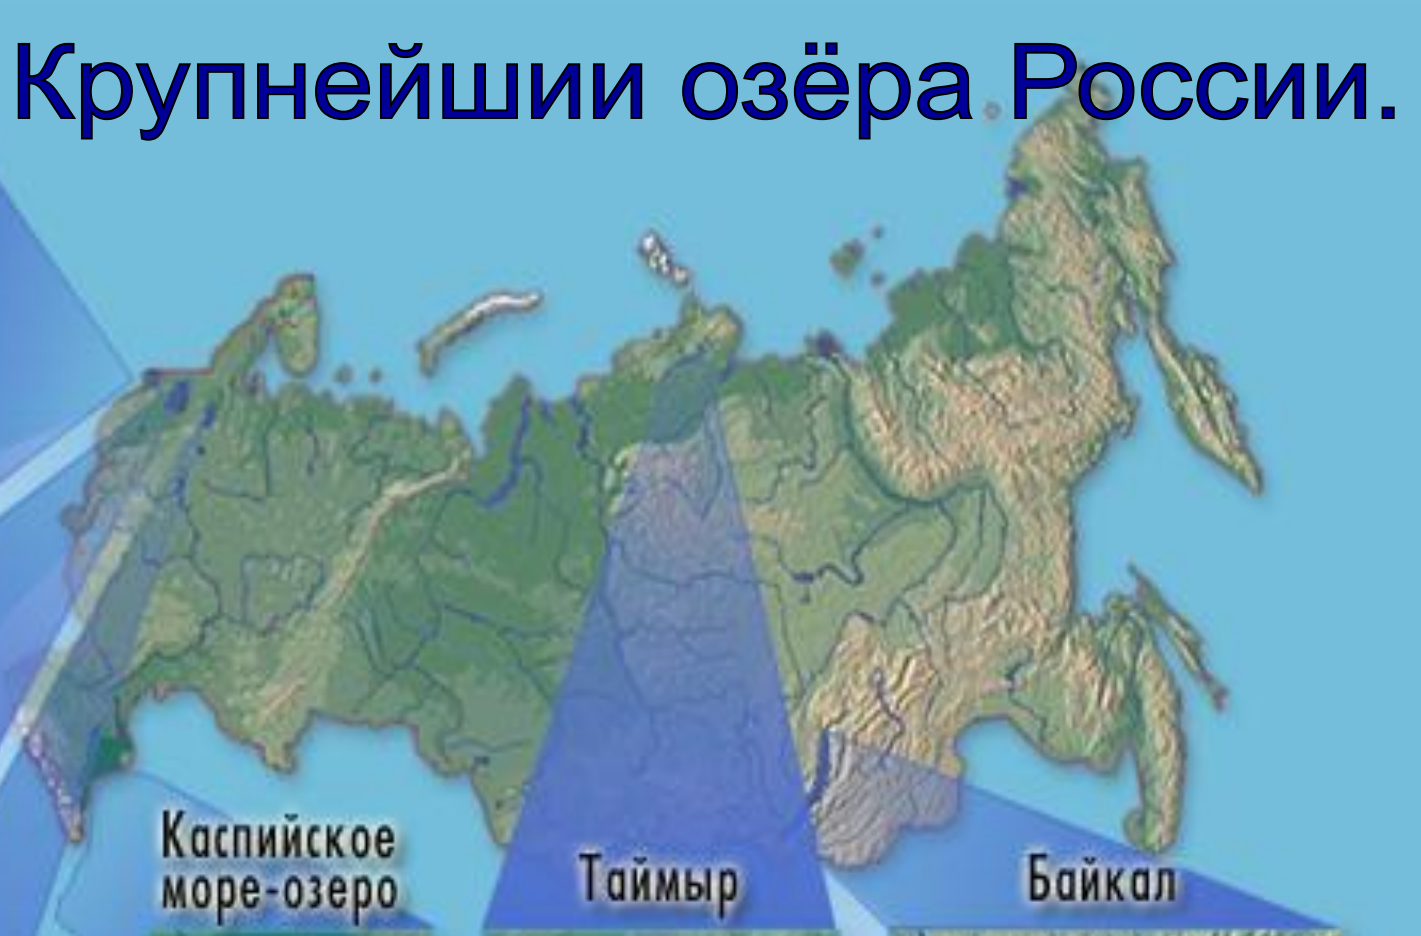 Крупнейшии озёра России.
Каспийское
море-озеро
Таймыр
Байкал